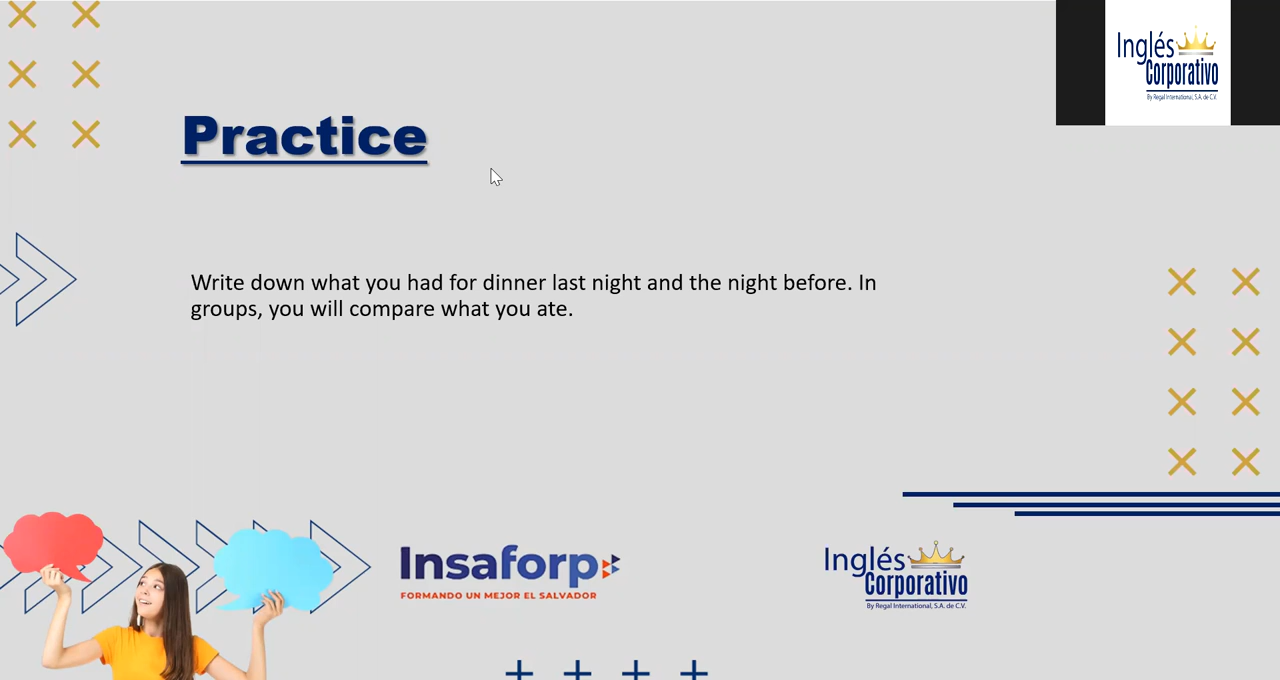 Inglés
Corporativo
By Regal International, S.A. de C.V.
Practice
Write down what you had for dinner last night and the night before. In
groups, you will compare what you ate.
Insaforp
FORMANDO UN MEJOR EL SALVADOR
Inglés
Corporativo
By Regal International, S.A. de C.V.